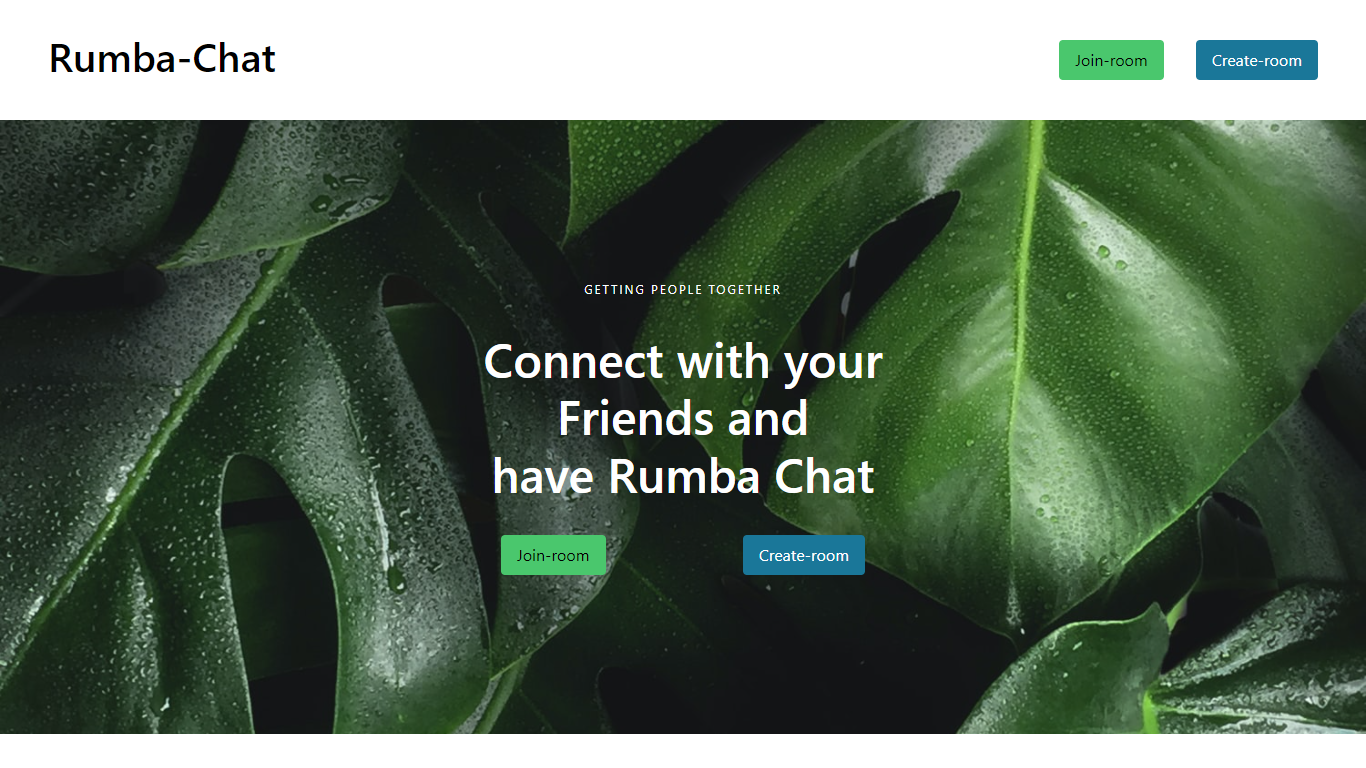 Rumba-Chat
Join-room
Create-room
GETTING PEOPLE TOGETHER
Connect with your
Friends and
have Rumba Chat
Join-room
Create-room